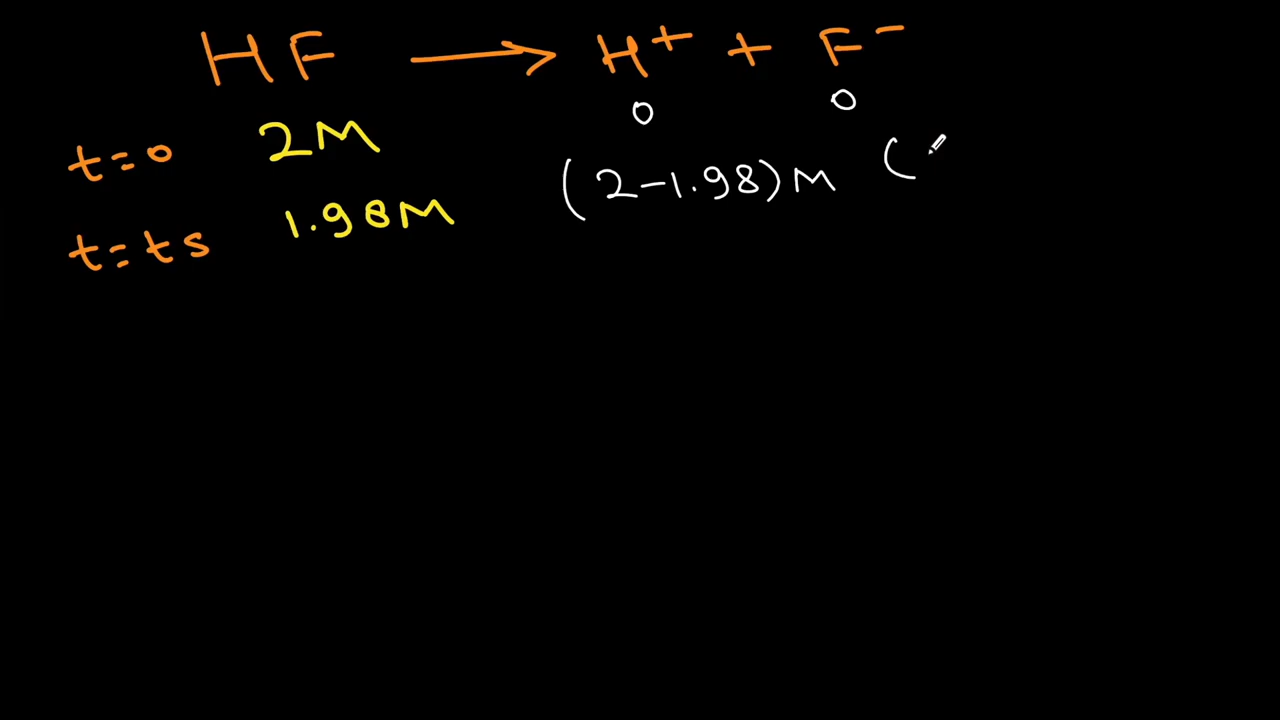 HF ⟶ H⁺ + F⁻
t=0 2M 0 0
t=ts 1.98M (2-1.98)M (